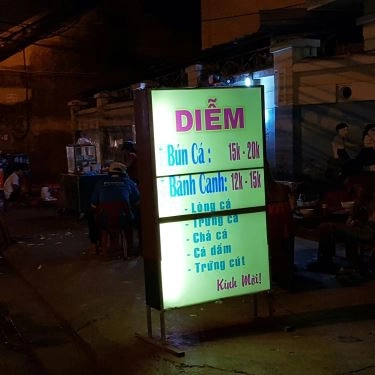 DIỄM
Bún Cá : 15k - 20k
Bánh Canh: 12k - 15k
- Lòng cá
- Trứng cá
- Chả cá
- Cá dầm
- Trứng cút
Kính Mời!